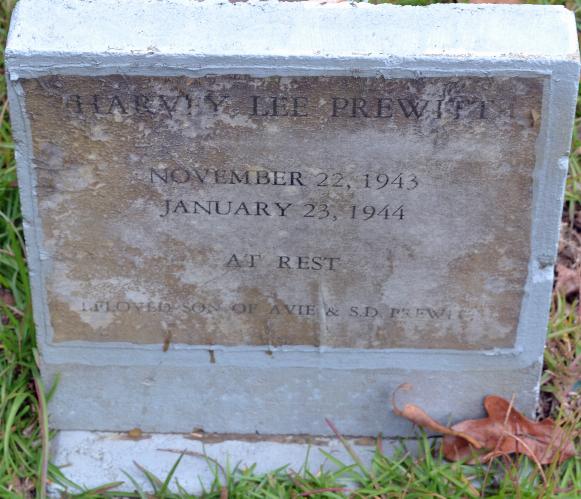 HARVEY LEE PREWITT
NOVEMBER 22, 1943
JANUARY 23, 1944
AT REST
BELOVED SON OF AVIE & S.D. PREWITT